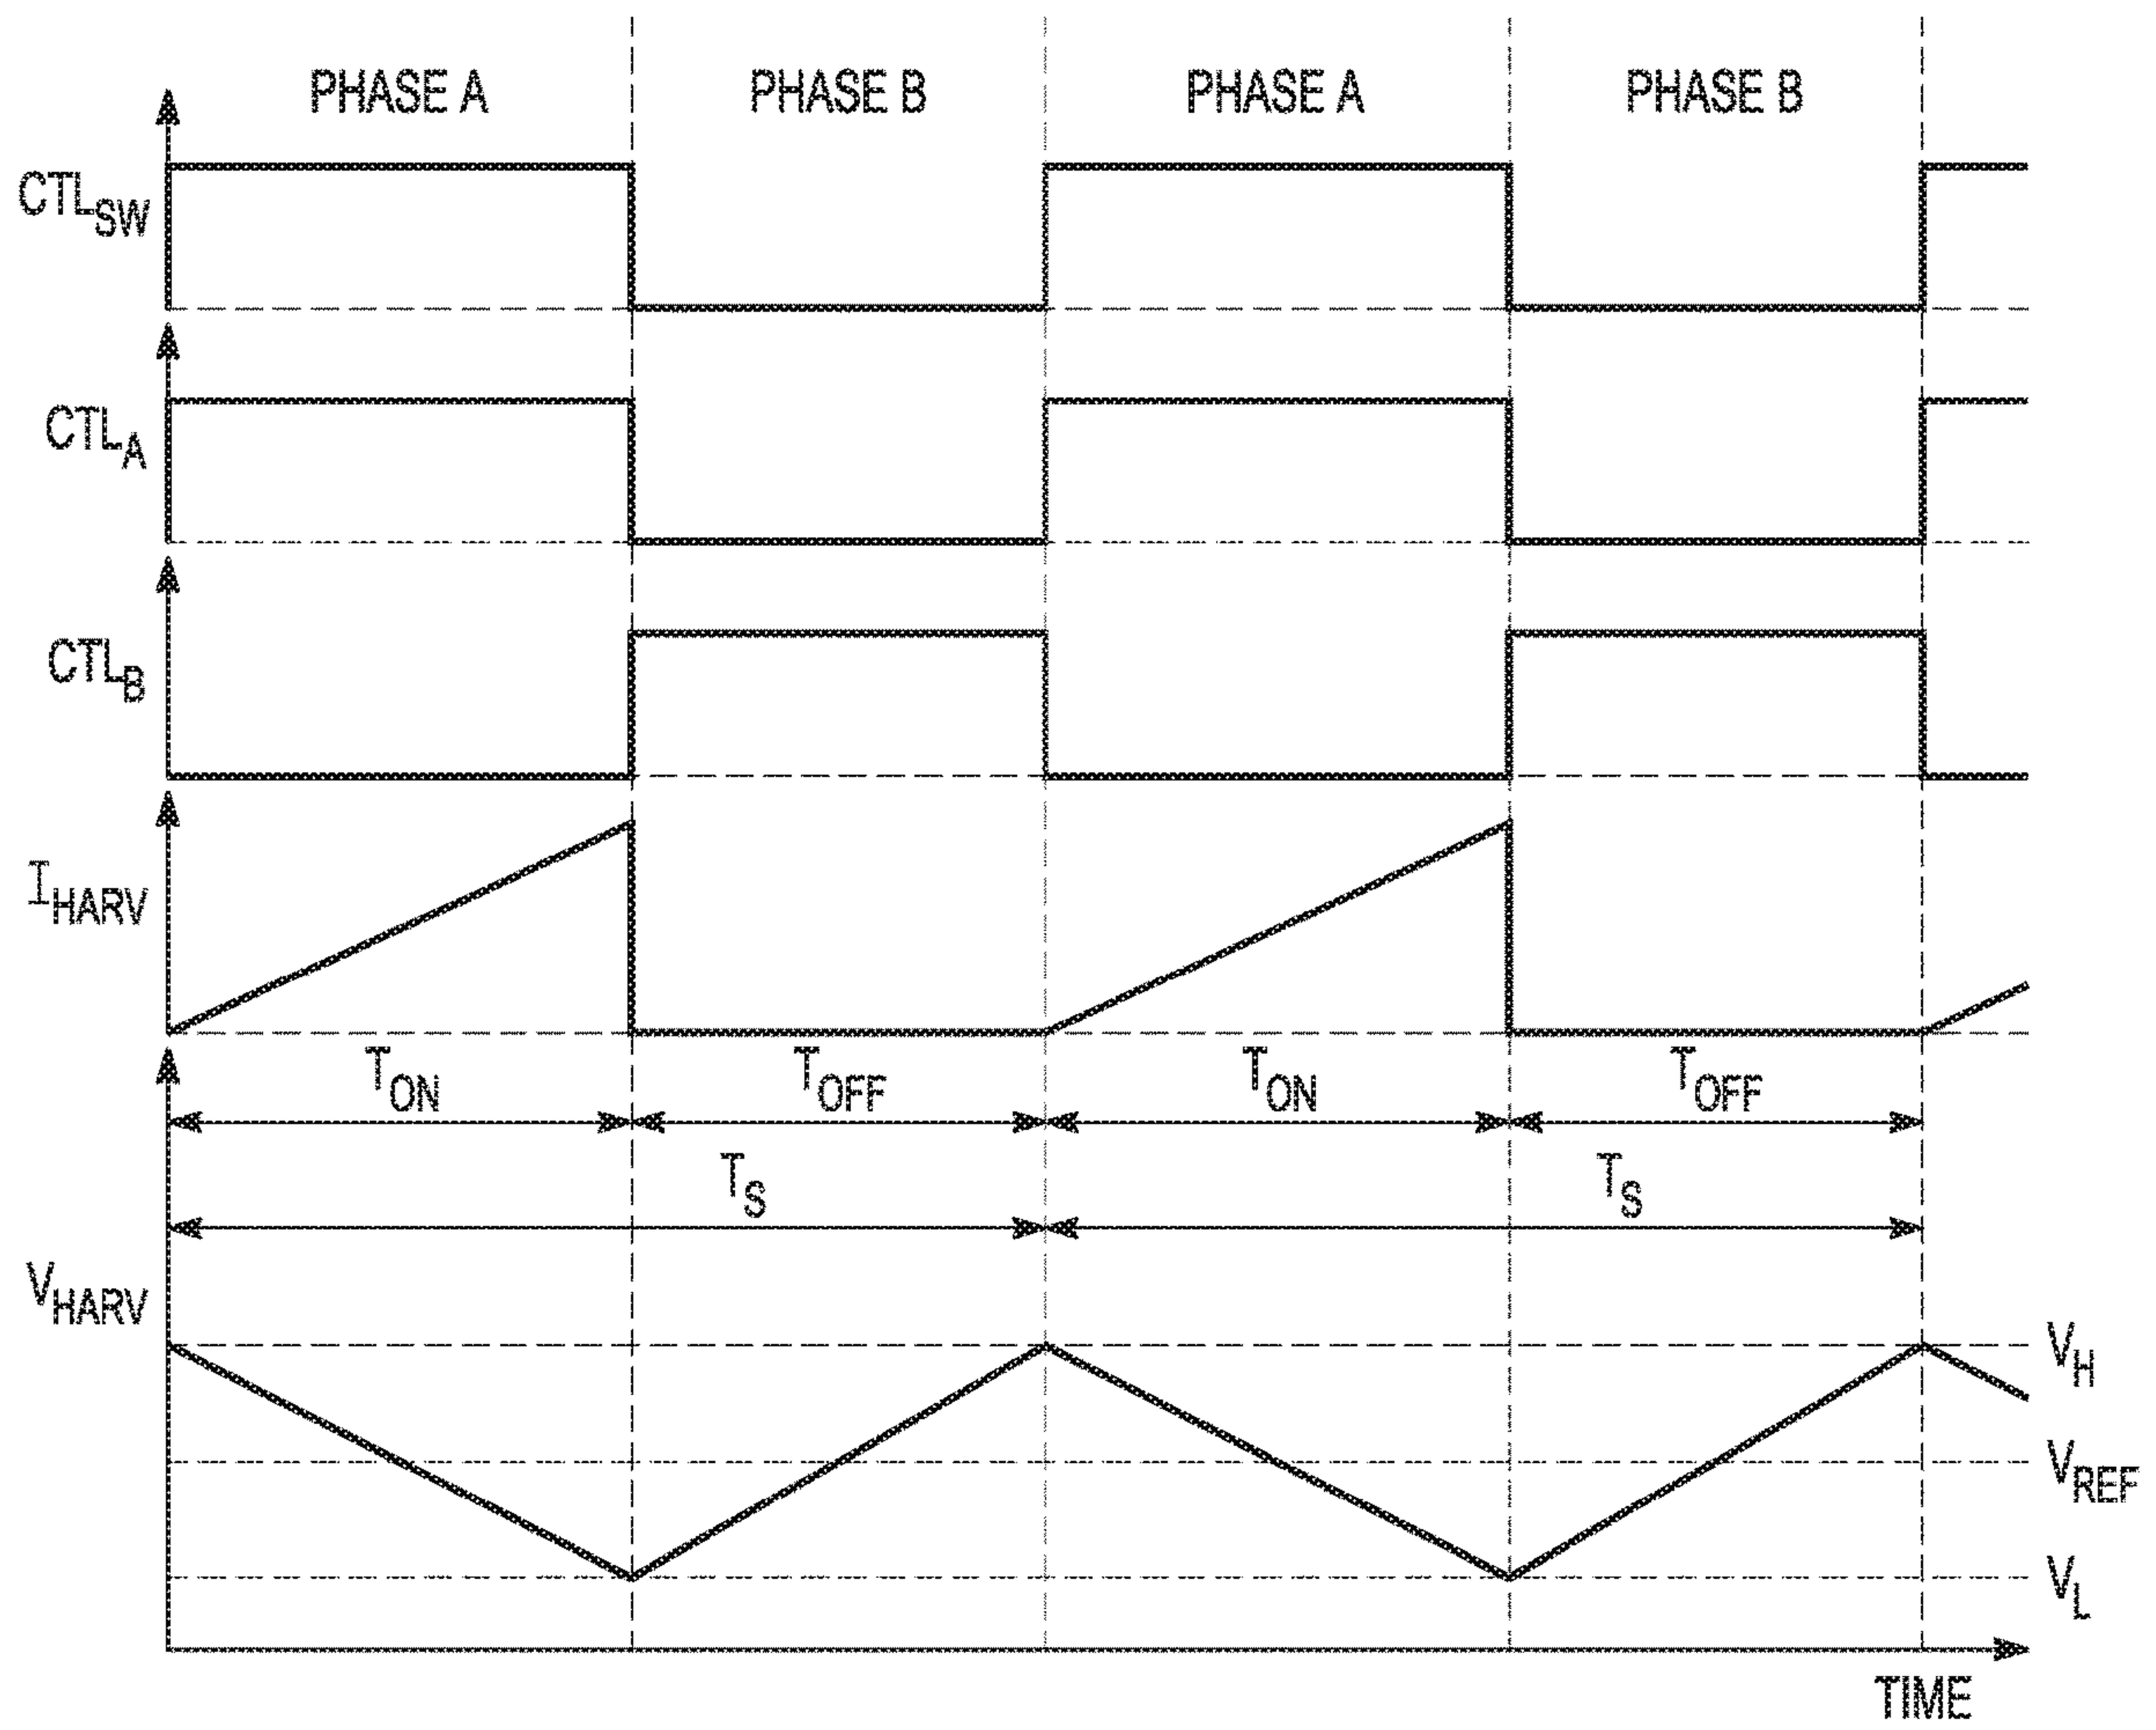 PHASE A PHASE B PHASE A PHASE B
CTLSW
CTLA
CTLB
IHARV
TON TOFF TON TOFF
TS TS
VHARV
VH
VREF
VL
TIME